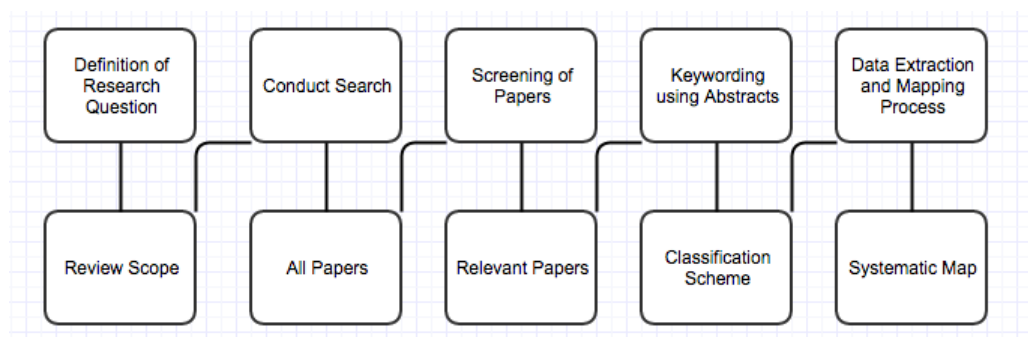 Definition of
Research
Question
Conduct Search
Screening of
Papers
Keywording
using Abstracts
Data Extraction
and Mapping
Process
Review Scope
All Papers
Relevant Papers
Classification
Scheme
Systematic Map